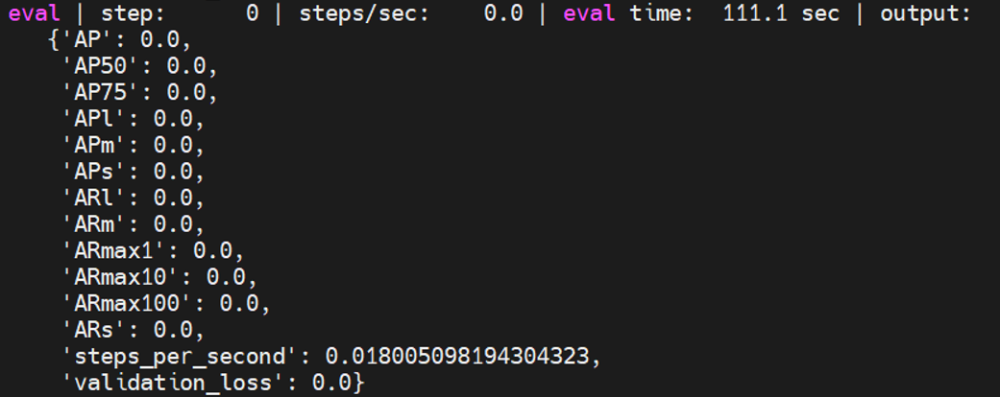 eval | step:      0 | steps/sec:    0.0 | eval time:  111.1 sec | output:
   {'AP': 0.0,
    'AP50': 0.0,
    'AP75': 0.0,
    'APl': 0.0,
    'APm': 0.0,
    'APs': 0.0,
    'ARl': 0.0,
    'ARm': 0.0,
    'ARmax1': 0.0,
    'ARmax10': 0.0,
    'ARmax100': 0.0,
    'ARs': 0.0,
    'steps_per_second': 0.018005098194304323,
    'validation_loss': 0.0}